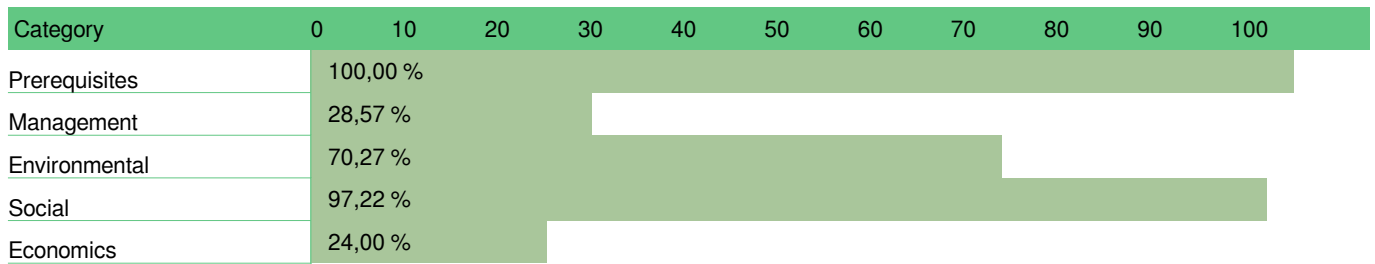 Category 0 10 20 30 40 50 60 70 80 90 100
Prerequisites 100,00 %
Management 28,57 %
Environmental 70,27 %
Social 97,22 %
Economics 24,00 %